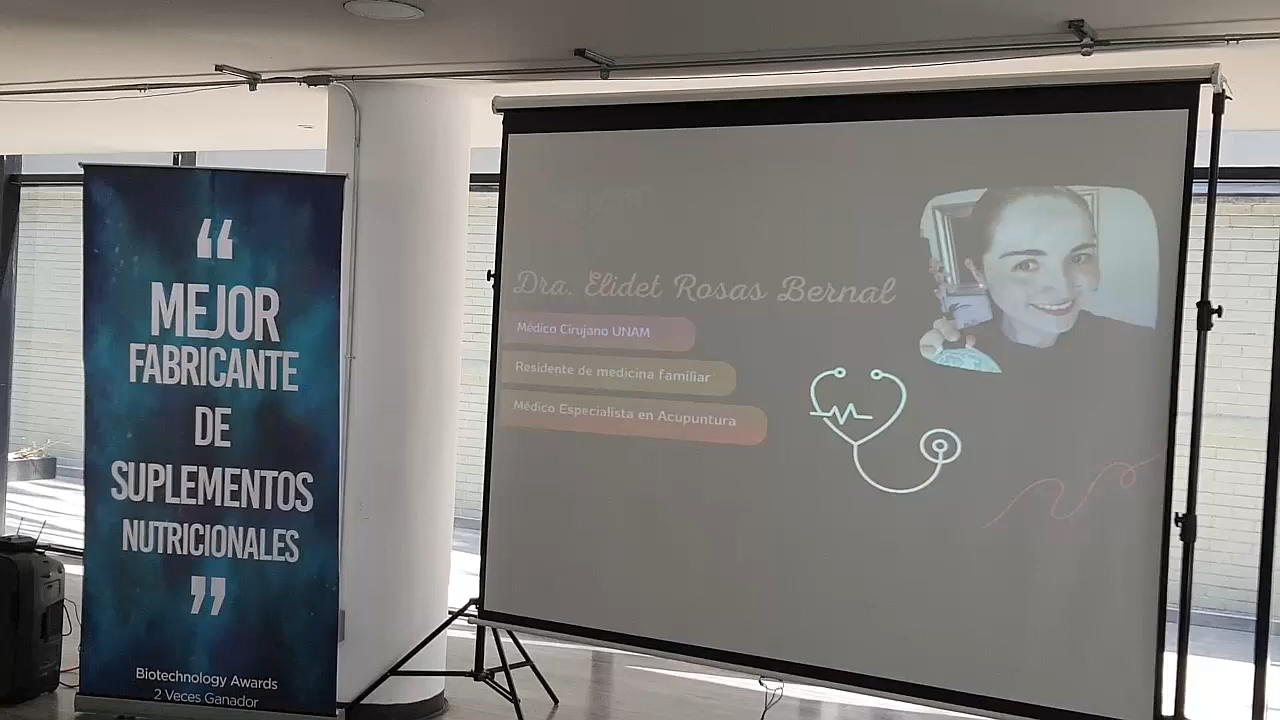 “
MEJOR
FABRICANTE
DE
SUPLEMENTOS
NUTRICIONALES
”
Biotechnology Awards
2 Veces Ganador
Dra. Elidet Rosas Bernal
Médico Cirujano UNAM
Residente de medicina familiar
Médico Especialista en Acupuntura